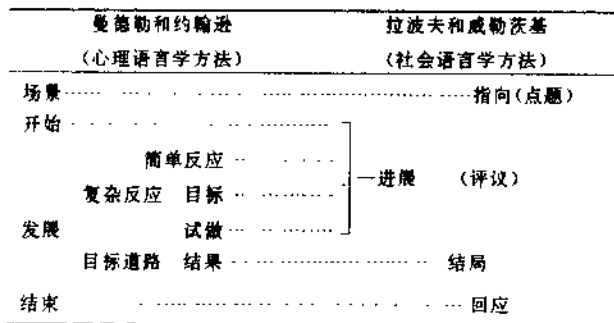 曼德勒和约翰逊 拉波夫和威勒茨基
(心理语言学方法) (社会语言学方法)
场景 指向(点题)
开始
简单反应
进展 (评议)
复杂反应 目标
发展 试做
目标道路 结果 结局
结束 回应